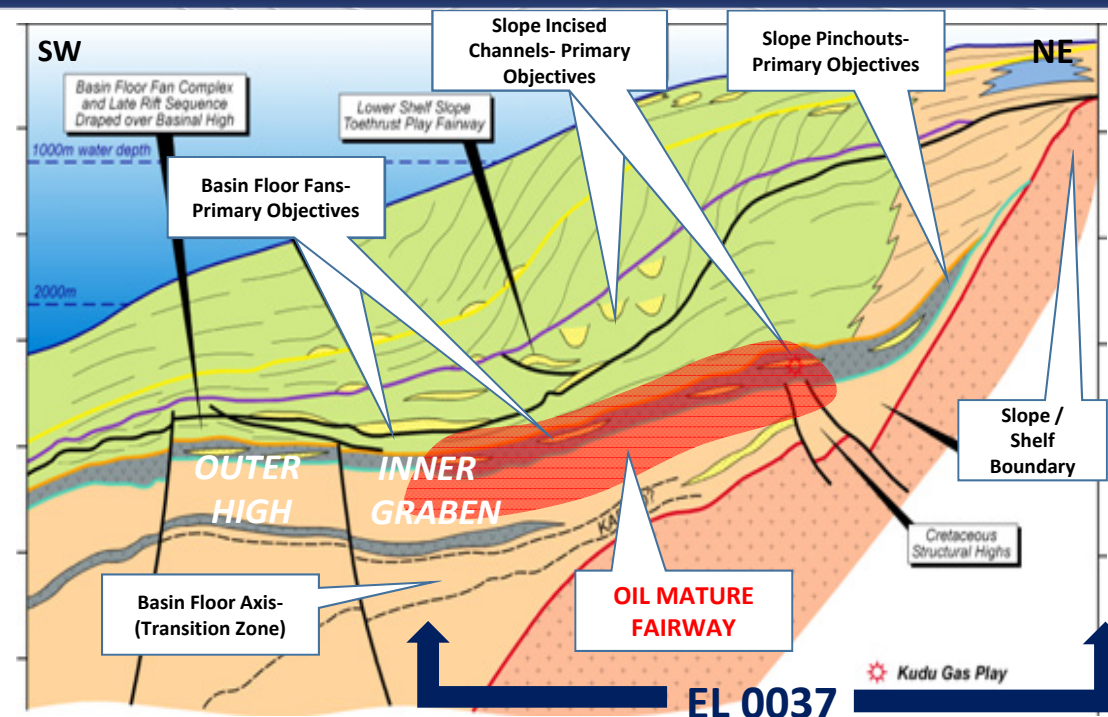 SW
NE
Slope Incised
Channels- Primary
Objectives
Slope Pinchouts-
Primary Objectives
Basin Floor Fan Complex
and Late Rift Sequence
Draped over Basinal High
Lower Shelf Slope
Toethrust Play Fairway
1000m water depth
Basin Floor Fans-
Primary Objectives
2000m
Slope /
Shelf
Boundary
OUTER
HIGH
INNER
GRABEN
Cretaceous
Structural Highs
Basin Floor Axis-
(Transition Zone)
OIL MATURE
FAIRWAY
Kudu Gas Play
EL 0037